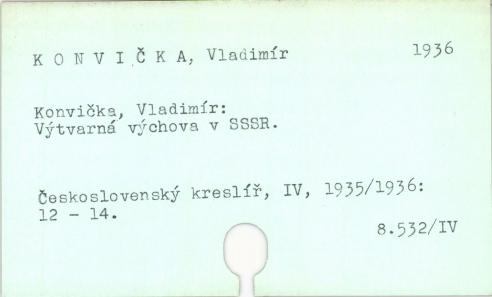 K O N V I Č K A, Vladimír 1936
Konvička, Vladimír:
Výtvarná výchova v SSSR.
Československý kreslíř, IV, 1935/1936:
12 - 14.
8.532/IV